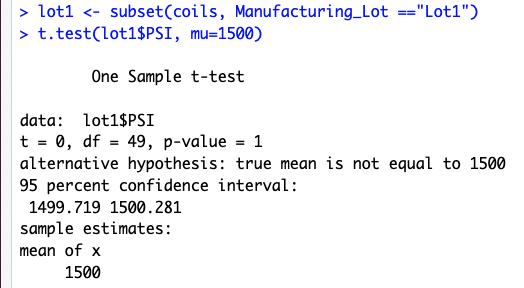 > lot1 <- subset(coils, Manufacturing_Lot =="Lot1")
> t.test(lot1$PSI, mu=1500)
One Sample t-test
data:  lot1$PSI
t = 0, df = 49, p-value = 1
alternative hypothesis: true mean is not equal to 1500
95 percent confidence interval:
 1499.719 1500.281
sample estimates:
mean of x
     1500